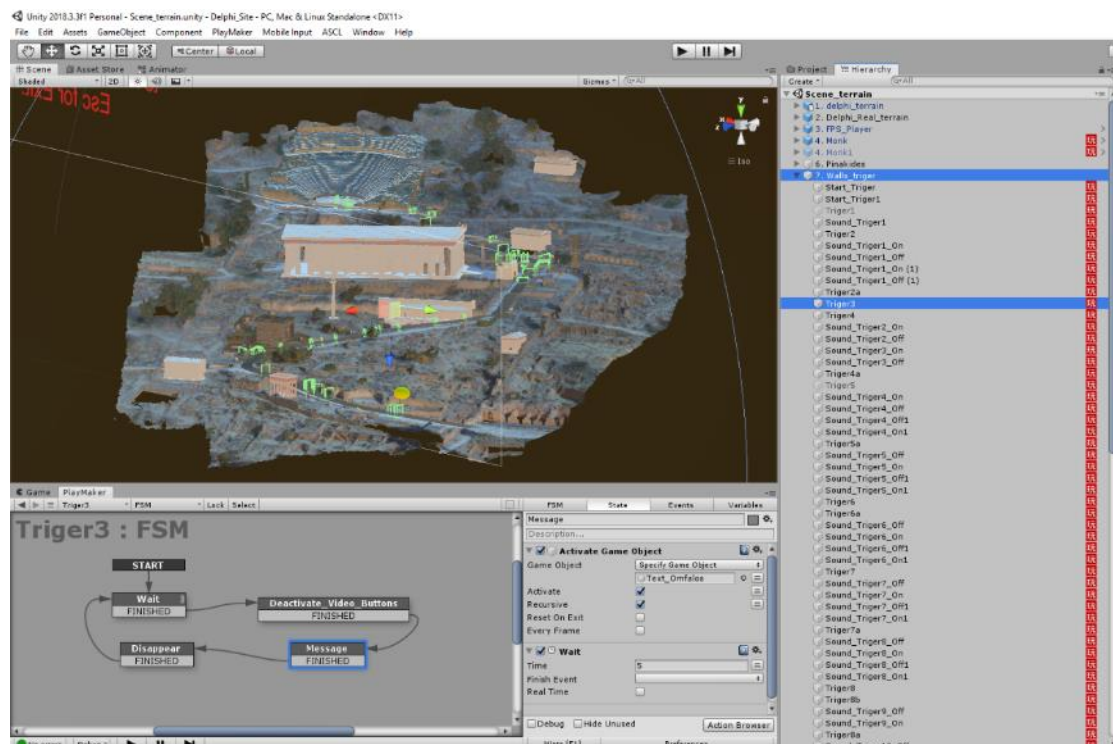 Unity 2018.3.3f1 Personal - Scene_terrain.unity - Delphi_Site - PC, Mac & Linux Standalone <DX11>
File Edit Assets GameObject Component PlayMaker Mobile Input ASCL Window Help
Center Local
Scene Asset Store Animator
Shaded 2D Gizmos All
Esc for Exit
y
x
z
Iso
Project Hierarchy
Create All
Scene_terrain
1. delphi_terrain
2. Delphi_Real_terrain
3. FPS_Player
4. Monk
4. Monk1
6. Pinakides
7. Walls_triger
Start_Triger
Start_Triger1
Triger1
Sound_Triger1
Triger2
Sound_Triger1_On
Sound_Triger1_Off
Sound_Triger1_On (1)
Sound_Triger1_Off (1)
Triger2a
Triger3
Triger4
Sound_Triger2_On
Sound_Triger2_Off
Sound_Triger3_On
Sound_Triger3_Off
Triger4a
Triger5
Sound_Triger4_On
Sound_Triger4_Off
Sound_Triger4_Off1
Sound_Triger4_On1
Triger5a
Sound_Triger5_Off
Sound_Triger5_On
Sound_Triger5_Off1
Sound_Triger5_On1
Triger6
Triger6a
Sound_Triger6_Off
Sound_Triger6_On
Sound_Triger6_Off1
Sound_Triger6_On1
Triger7
Sound_Triger7_Off
Sound_Triger7_On
Sound_Triger7_Off1
Sound_Triger7_On1
Triger7a
Sound_Triger8_Off
Sound_Triger8_On
Sound_Triger8_Off1
Sound_Triger8_On1
Triger8
Triger8b
Sound_Triger9_Off
Sound_Triger9_On
Triger8a
Game PlayMaker
Triger3 FSM Lock Select
Triger3 : FSM
START
Wait
FINISHED
Deactivate_Video_Buttons
FINISHED
Disappear
FINISHED
Message
FINISHED
FSM State Events Variables
Message
Description...
Activate Game Object
Game Object Specify Game Object
Text_Omfalos
Activate
Recursive
Reset On Exit
Every Frame
Wait
Time 5
Finish Event
Real Time
Debug Hide Unused Action Browser
Preferences